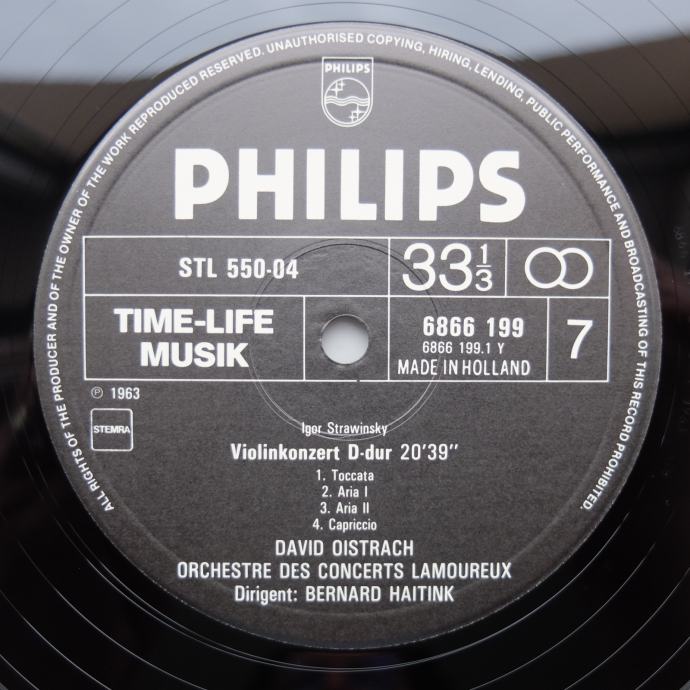 ALL RIGHTS OF THE PRODUCER AND OF THE OWNER OF THE WORK REPRODUCED RESERVED. UNAUTHORISED COPYING, HIRING, LENDING, PUBLIC PERFORMANCE AND BROADCASTING OF THIS RECORD PROHIBITED.
PHILIPS
PHILIPS
STL 550-04
33 1/3
TIME-LIFE
MUSIK
6866 199
6866 199.1 Y
MADE IN HOLLAND
7
℗ 1963
STEMRA
Igor Strawinsky
Violinkonzert D-dur 20'39"
1. Toccata
2. Aria I
3. Aria II
4. Capriccio
DAVID OISTRACH
ORCHESTRE DES CONCERTS LAMOUREUX
Dirigent: BERNARD HAITINK